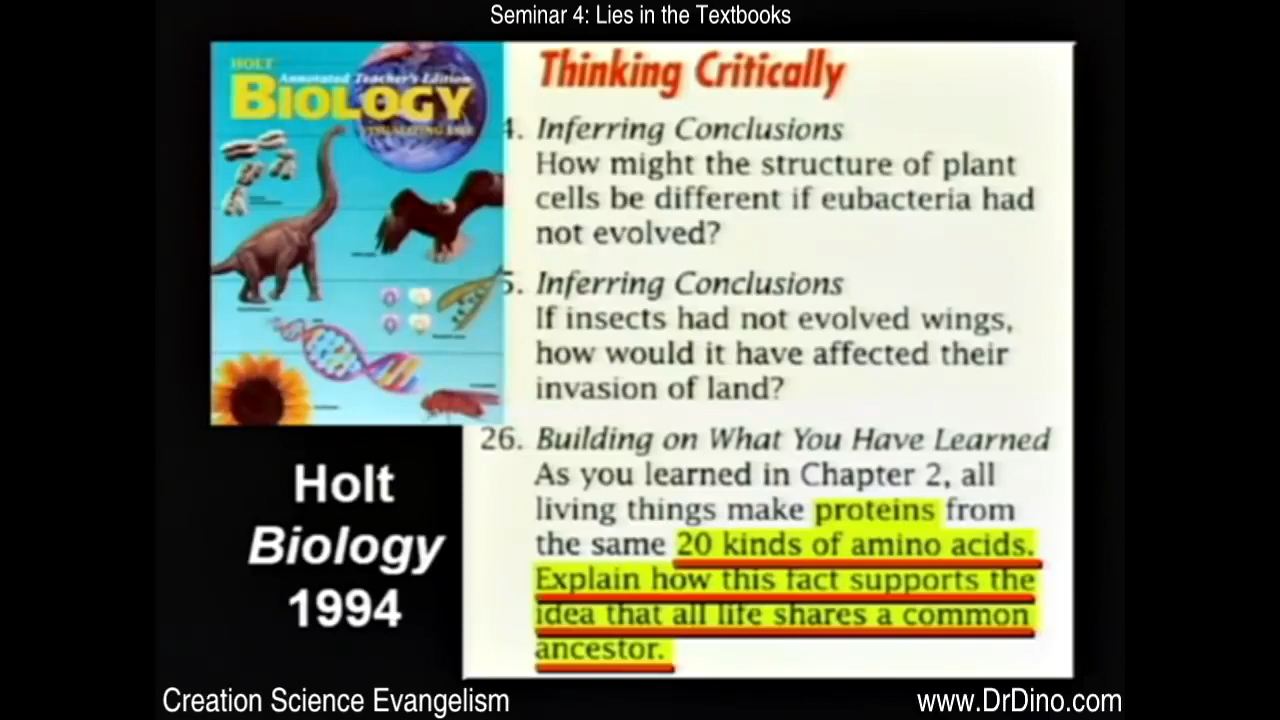 Seminar 4: Lies in the Textbooks
HOLT
Annotated Teacher's Edition
BIOLOGY
VISUALIZING LIFE
Thinking Critically
4. Inferring Conclusions
How might the structure of plant
cells be different if eubacteria had
not evolved?
5. Inferring Conclusions
If insects had not evolved wings,
how would it have affected their
invasion of land?
26. Building on What You Have Learned
As you learned in Chapter 2, all
living things make proteins from
the same 20 kinds of amino acids.
Explain how this fact supports the
idea that all life shares a common
ancestor.
Holt
Biology
1994
Creation Science Evangelism
www.DrDino.com